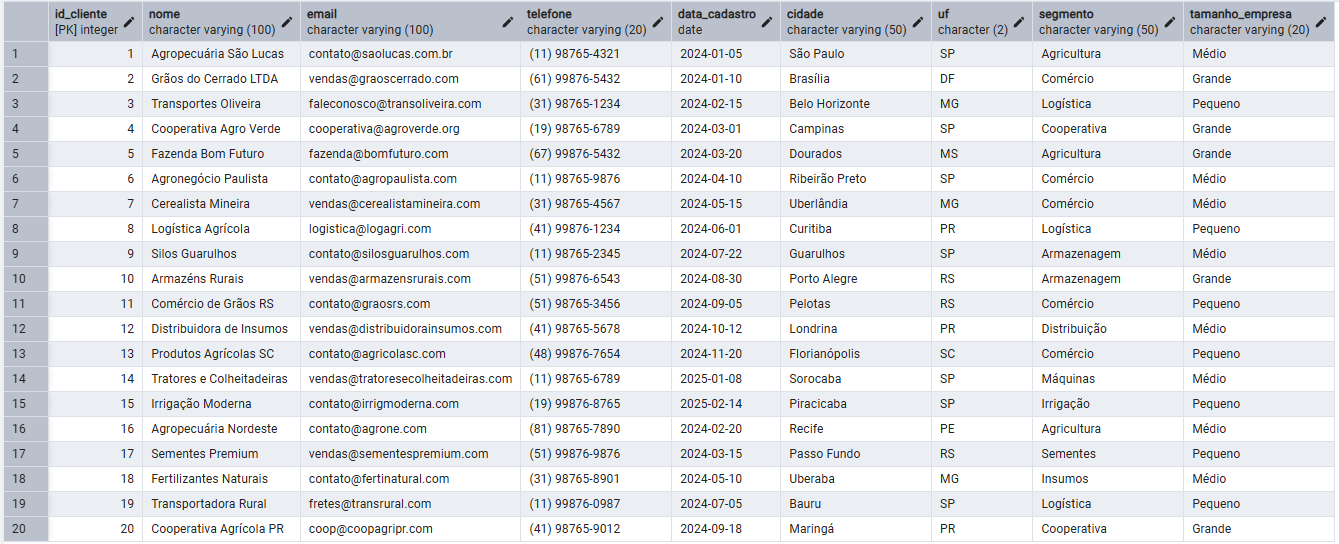 id_cliente nome email telefone data_cadastro cidade uf segmento tamanho_empresa
[PK] integer character varying (100) character varying (100) character varying (20) date character varying (50) character (2) character varying (50) character varying (20)
1 1 Agropecuária São Lucas contato@saolucas.com.br (11) 98765-4321 2024-01-05 São Paulo SP Agricultura Médio
2 2 Grãos do Cerrado LTDA vendas@graoscerrado.com (61) 99876-5432 2024-01-10 Brasília DF Comércio Grande
3 3 Transportes Oliveira faleconosco@transoliveira.com (31) 98765-1234 2024-02-15 Belo Horizonte MG Logística Pequeno
4 4 Cooperativa Agro Verde cooperativa@agroverde.org (19) 98765-6789 2024-03-01 Campinas SP Cooperativa Grande
5 5 Fazenda Bom Futuro fazenda@bomfuturo.com (67) 99876-5432 2024-03-20 Dourados MS Agricultura Grande
6 6 Agronegócio Paulista contato@agropaulista.com (11) 98765-9876 2024-04-10 Ribeirão Preto SP Comércio Médio
7 7 Cerealista Mineira vendas@cerealistamineira.com (31) 98765-4567 2024-05-15 Uberlândia MG Comércio Médio
8 8 Logística Agrícola logistica@logagri.com (41) 99876-1234 2024-06-01 Curitiba PR Logística Pequeno
9 9 Silos Guarulhos contato@silosguarulhos.com (11) 98765-2345 2024-07-22 Guarulhos SP Armazenagem Médio
10 10 Armazéns Rurais vendas@armazensrurais.com (51) 99876-6543 2024-08-30 Porto Alegre RS Armazenagem Grande
11 11 Comércio de Grãos RS contato@graosrs.com (51) 98765-3456 2024-09-05 Pelotas RS Comércio Pequeno
12 12 Distribuidora de Insumos vendas@distribuidorainsumos.com (41) 98765-5678 2024-10-12 Londrina PR Distribuição Médio
13 13 Produtos Agrícolas SC contato@agricolasc.com (48) 99876-7654 2024-11-20 Florianópolis SC Comércio Pequeno
14 14 Tratores e Colheitadeiras vendas@tratoresecolheitadeiras.com (11) 98765-6789 2025-01-08 Sorocaba SP Máquinas Médio
15 15 Irrigação Moderna contato@irrigmoderna.com (19) 99876-8765 2025-02-14 Piracicaba SP Irrigação Pequeno
16 16 Agropecuária Nordeste contato@agrone.com (81) 98765-7890 2024-02-20 Recife PE Agricultura Médio
17 17 Sementes Premium vendas@sementespremium.com (51) 99876-9876 2024-03-15 Passo Fundo RS Sementes Pequeno
18 18 Fertilizantes Naturais contato@fertinatural.com (31) 98765-8901 2024-05-10 Uberaba MG Insumos Médio
19 19 Transportadora Rural fretes@transrural.com (11) 99876-0987 2024-07-05 Bauru SP Logística Pequeno
20 20 Cooperativa Agrícola PR coop@coopagripr.com (41) 98765-9012 2024-09-18 Maringá PR Cooperativa Grande